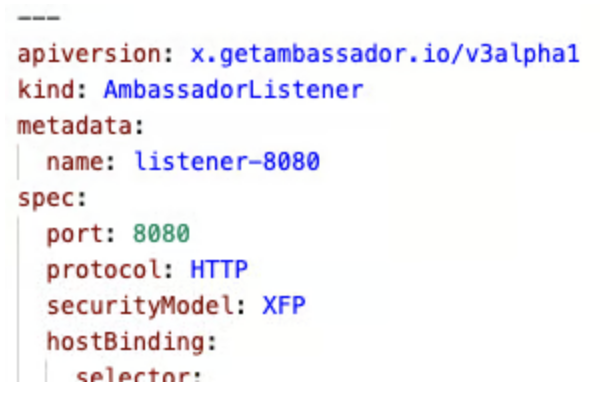 ---
apiversion: x.getambassador.io/v3alpha1
kind: AmbassadorListener
metadata:
  name: listener-8080
spec:
  port: 8080
  protocol: HTTP
  securityModel: XFP
  hostBinding:
    selector: